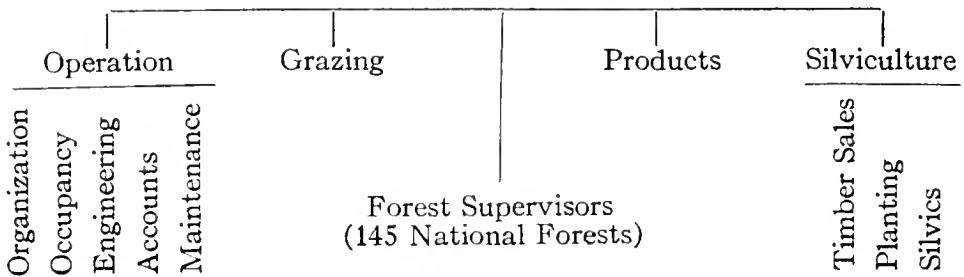 Operation
Grazing
Products
Silviculture
Organization
Occupancy
Engineering
Accounts
Maintenance
Forest Supervisors
(145 National Forests)
Timber Sales
Planting
Silvics